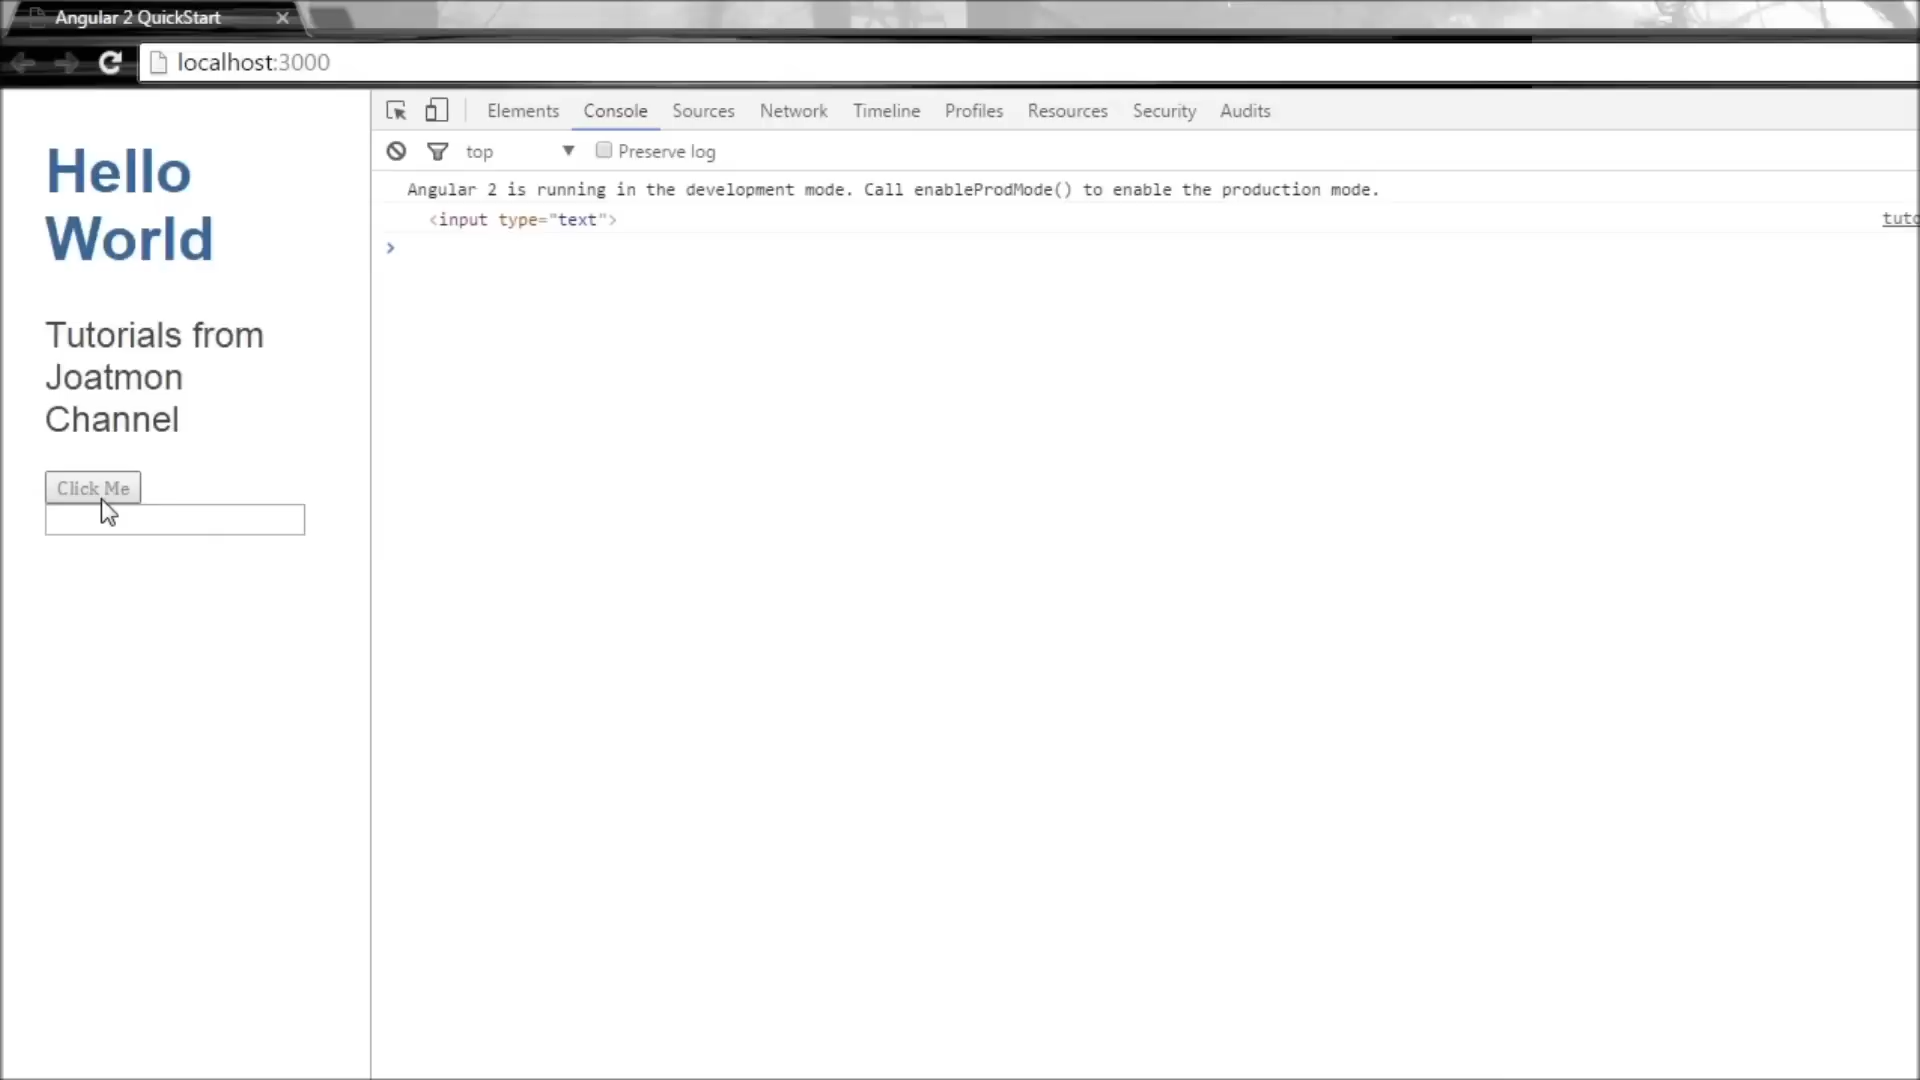 Angular 2 QuickStart
localhost:3000
Elements Console Sources Network Timeline Profiles Resources Security Audits
top Preserve log
Hello
World
Tutorials from
Joatmon
Channel
Click Me
Angular 2 is running in the development mode. Call enableProdMode() to enable the production mode.
<input type="text">
tuto